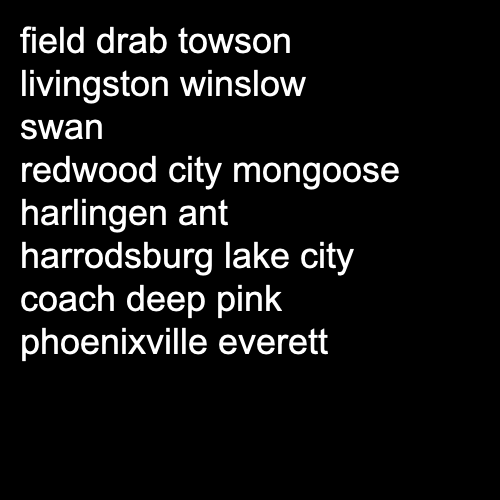 field drab towson
livingston winslow
swan
redwood city mongoose
harlingen ant
harrodsburg lake city
coach deep pink
phoenixville everett